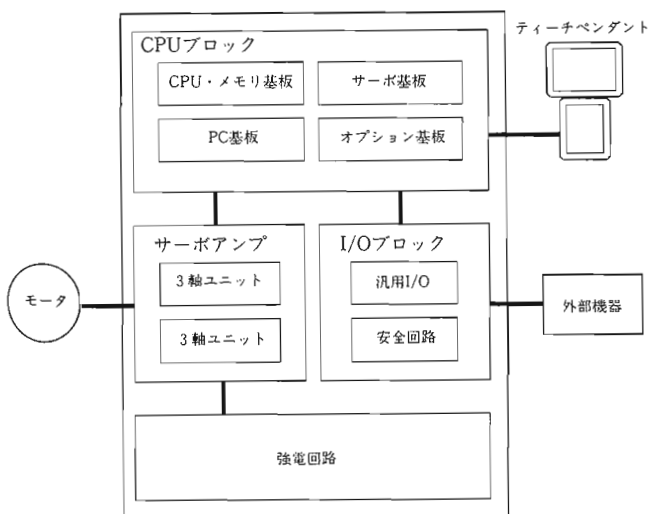 ティーチペンダント
CPUブロック
CPU・メモリ基板
サーボ基板
PC基板
オプション基板
サーボアンプ
I/Oブロック
3軸ユニット
汎用I/O
モータ
外部機器
3軸ユニット
安全回路
強電回路